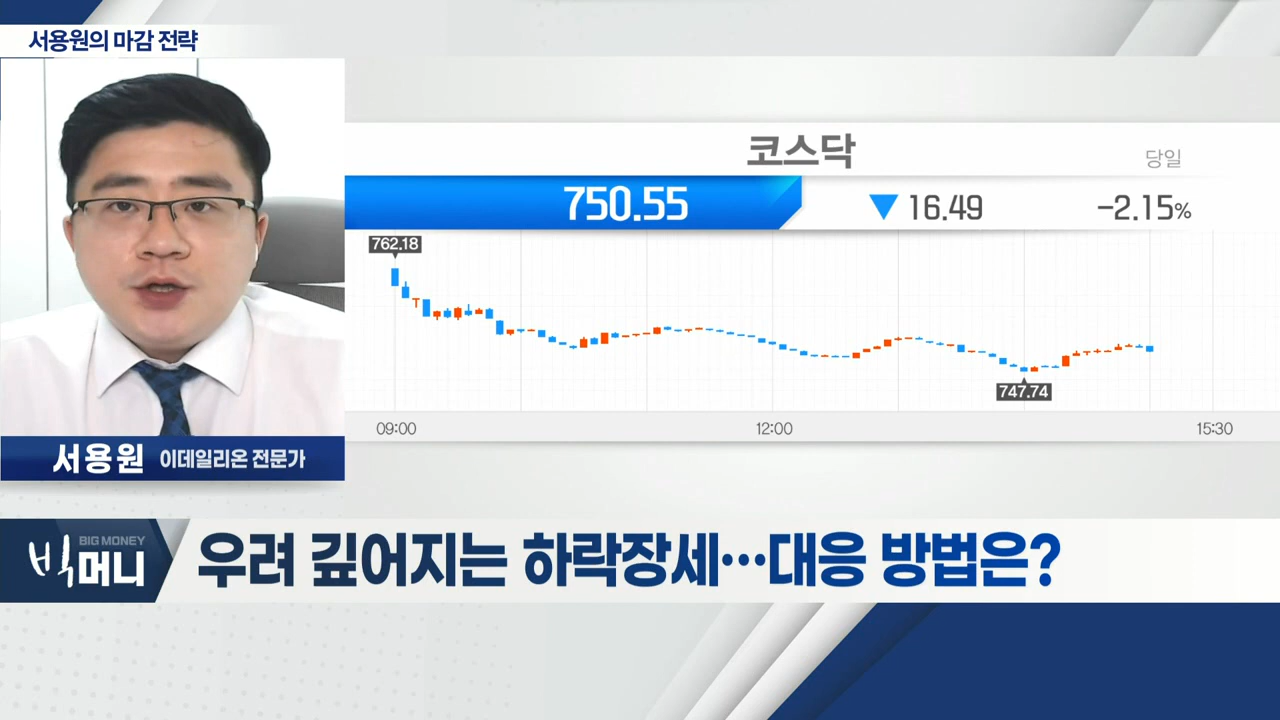 서용원의 마감 전략
코스닥
당일
750.55 ▼ 16.49 -2.15%
762.18
747.74
09:00 12:00 15:30
서용원 이데일리온 전문가
BIG MONEY
빅머니
우려 깊어지는 하락장세…대응 방법은?